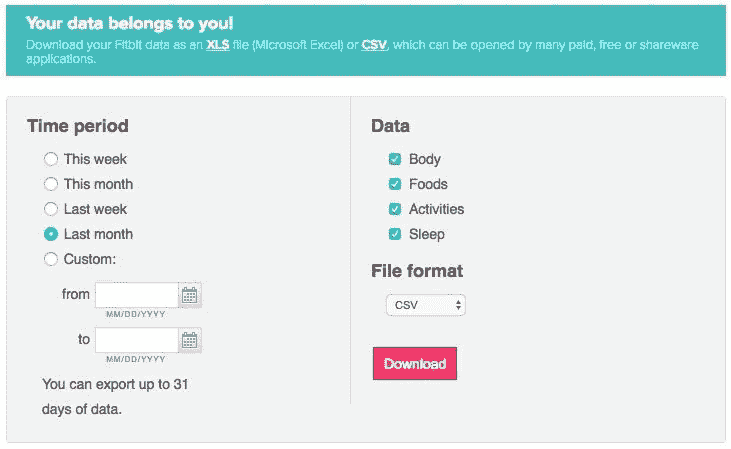 Your data belongs to you!
Download your Fitbit data as an XLS file (Microsoft Excel) or CSV, which can be opened by many paid, free or shareware
applications.
Time period
This week
This month
Last week
Last month
Custom:
from
MM/DD/YYYY
to
MM/DD/YYYY
You can export up to 31
days of data.
Data
Body
Foods
Activities
Sleep
File format
CSV
Download